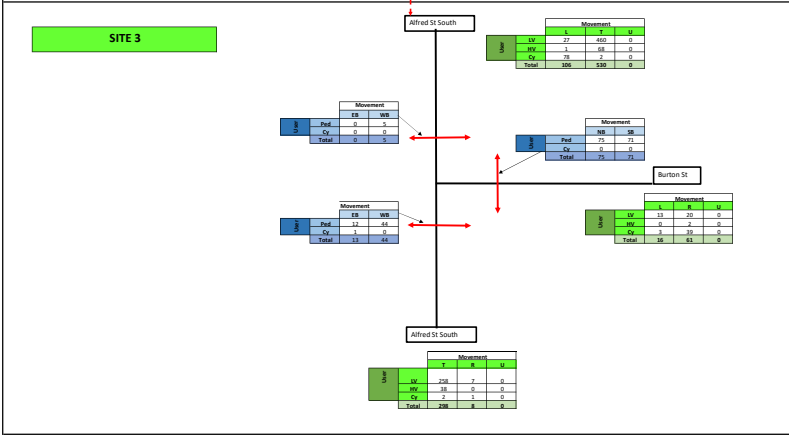 Alfred St South
SITE 3
Movement
L T U
User
LV 27 460 0
HV 1 68 0
Cy 78 2 0
Total 106 530 0
Movement
EB WB
User
Ped 0 5
Cy 0 0
Total 0 5
Movement
NB SB
User
Ped 75 71
Cy 0 0
Total 75 71
Burton St
Movement
EB WB
User
Ped 12 44
Cy 1 0
Total 13 44
Movement
L R U
User
LV 13 20 0
HV 0 2 0
Cy 3 39 0
Total 16 61 0
Alfred St South
Movement
T R U
User
LV 258 7 0
HV 38 0 0
Cy 2 1 0
Total 298 8 0